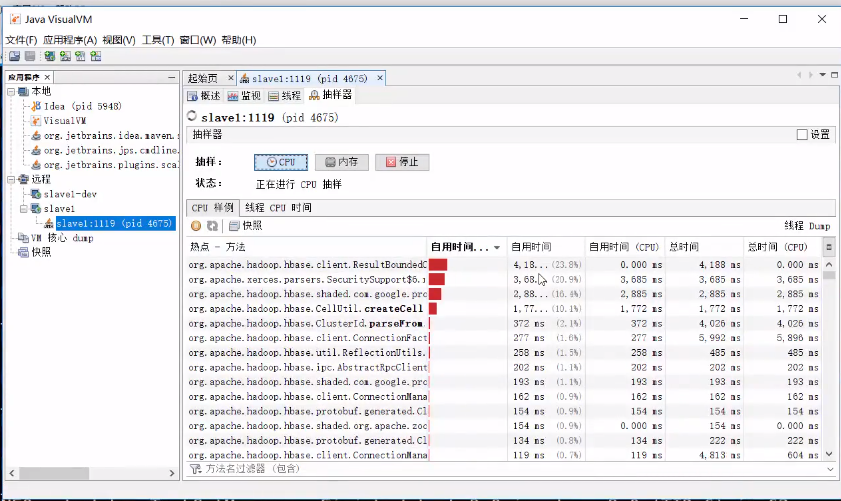 Java VisualVM
文件(F) 应用程序(A) 视图(V) 工具(T) 窗口(W) 帮助(H)
应用程序
本地
Idea (pid 5948)
VisualVM
org.jetbrains.idea.maven.s
org.jetbrains.jps.cmdline.
org.jetbrains.plugins.scal
远程
slave1-dev
slave1
slave1:1119 (pid 4675)
VM 核心 dump
快照
起始页 slave1:1119 (pid 4675)
概述 监视 线程 抽样器
slave1:1119 (pid 4675)
抽样器 设置
抽样： CPU 内存 停止
状态： 正在进行 CPU 抽样
CPU 样例 线程 CPU 时间
快照 线程 Dump
热点 - 方法 自用时间... 自用时间 自用时间 (CPU) 总时间 总时间 (CPU)
org.apache.hadoop.hbase.client.ResultBoundedC 4,18... (23.8%) 0.000 ms 4,188 ms 0.000 ms
org.apache.xerces.parsers.SecuritySupport$6.r 3,68... (20.9%) 3,685 ms 3,685 ms 3,685 ms
org.apache.hadoop.hbase.shaded.com.google.pro 2,88... (16.4%) 2,885 ms 2,885 ms 2,885 ms
org.apache.hadoop.hbase.CellUtil.createCell 1,77... (10.1%) 1,772 ms 1,772 ms 1,772 ms
org.apache.hadoop.hbase.ClusterId.parseFrom. 372 ms (2.1%) 372 ms 4,026 ms 4,026 ms
org.apache.hadoop.hbase.client.ConnectionFact 277 ms (1.6%) 277 ms 5,992 ms 5,896 ms
org.apache.hadoop.hbase.util.ReflectionUtils. 258 ms (1.5%) 258 ms 485 ms 485 ms
org.apache.hadoop.hbase.ipc.AbstractRpcClient 202 ms (1.1%) 202 ms 202 ms 202 ms
org.apache.hadoop.hbase.shaded.com.google.pro 193 ms (1.1%) 193 ms 193 ms 193 ms
org.apache.hadoop.hbase.client.ConnectionMana 162 ms (0.9%) 162 ms 162 ms 162 ms
org.apache.hadoop.hbase.protobuf.generated.Cl 154 ms (0.9%) 154 ms 154 ms 154 ms
org.apache.hadoop.hbase.shaded.org.apache.zoo 154 ms (0.9%) 0.000 ms 154 ms 0.000 ms
org.apache.hadoop.hbase.protobuf.generated.Cl 134 ms (0.8%) 134 ms 222 ms 222 ms
org.apache.hadoop.hbase.client.ConnectionMana 119 ms (0.7%) 119 ms 4,813 ms 604 ms
方法名过滤器 (包含)